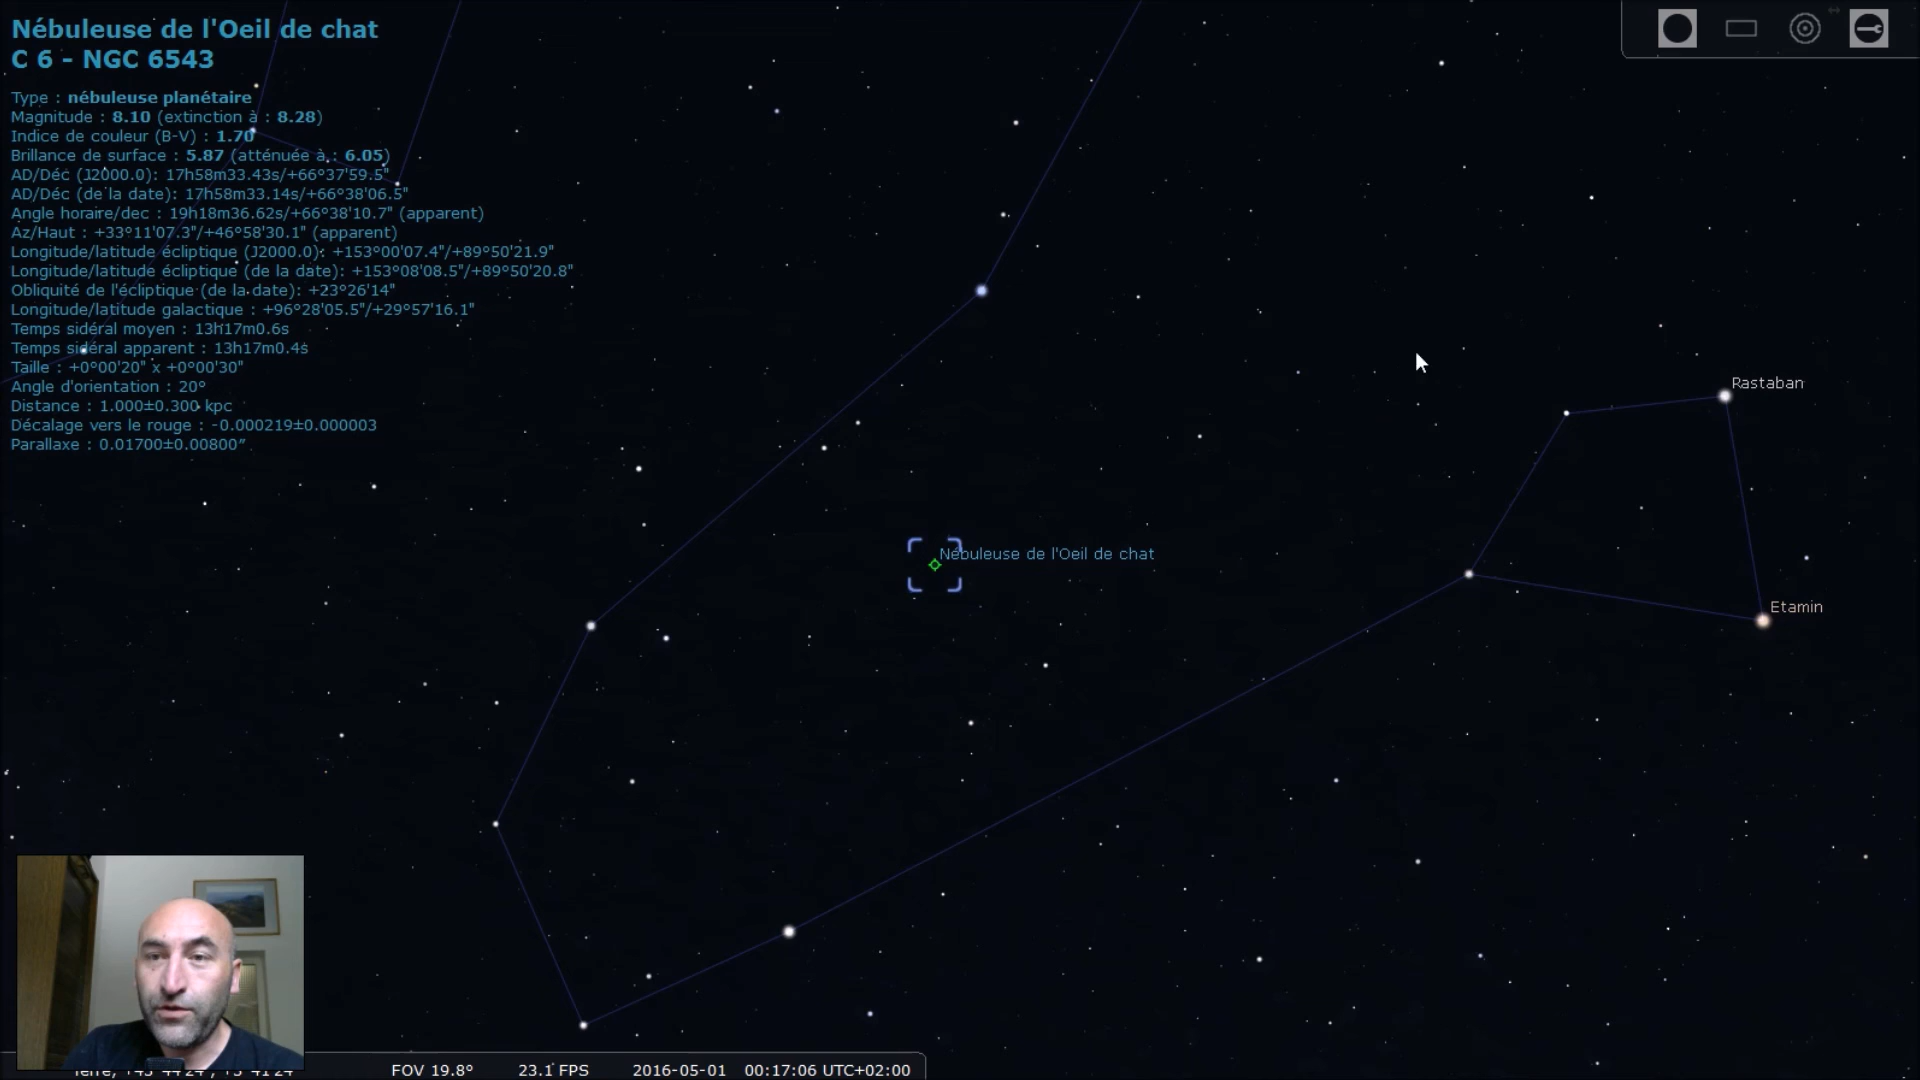 Nébuleuse de l'Oeil de chat
C 6 - NGC 6543
Type : nébuleuse planétaire
Magnitude : 8.10 (extinction à : 8.28)
Indice de couleur (B-V) : 1.70
Brillance de surface : 5.87 (atténuée à : 6.05)
AD/Déc (J2000.0): 17h58m33.43s/+66°37'59.5"
AD/Déc (de la date): 17h58m33.14s/+66°38'06.5"
Angle horaire/dec : 19h18m36.62s/+66°38'10.7" (apparent)
Az/Haut : +33°11'07.3"/+46°58'30.1" (apparent)
Longitude/latitude écliptique (J2000.0): +153°00'07.4"/+89°50'21.9"
Longitude/latitude écliptique (de la date): +153°08'08.5"/+89°50'20.8"
Obliquité de l'écliptique (de la date): +23°26'14"
Longitude/latitude galactique : +96°28'05.5"/+29°57'16.1"
Temps sidéral moyen : 13h17m0.6s
Temps sidéral apparent : 13h17m0.4s
Taille : +0°00'20" x +0°00'30"
Angle d'orientation : 20°
Distance : 1.000±0.300 kpc
Décalage vers le rouge : -0.000219±0.000003
Parallaxe : 0.01700±0.00800"
Rastaban
Nébuleuse de l'Oeil de chat
Etamin
Terre, FOV 19.8° 23.1 FPS 2016-05-01 00:17:06 UTC+02:00